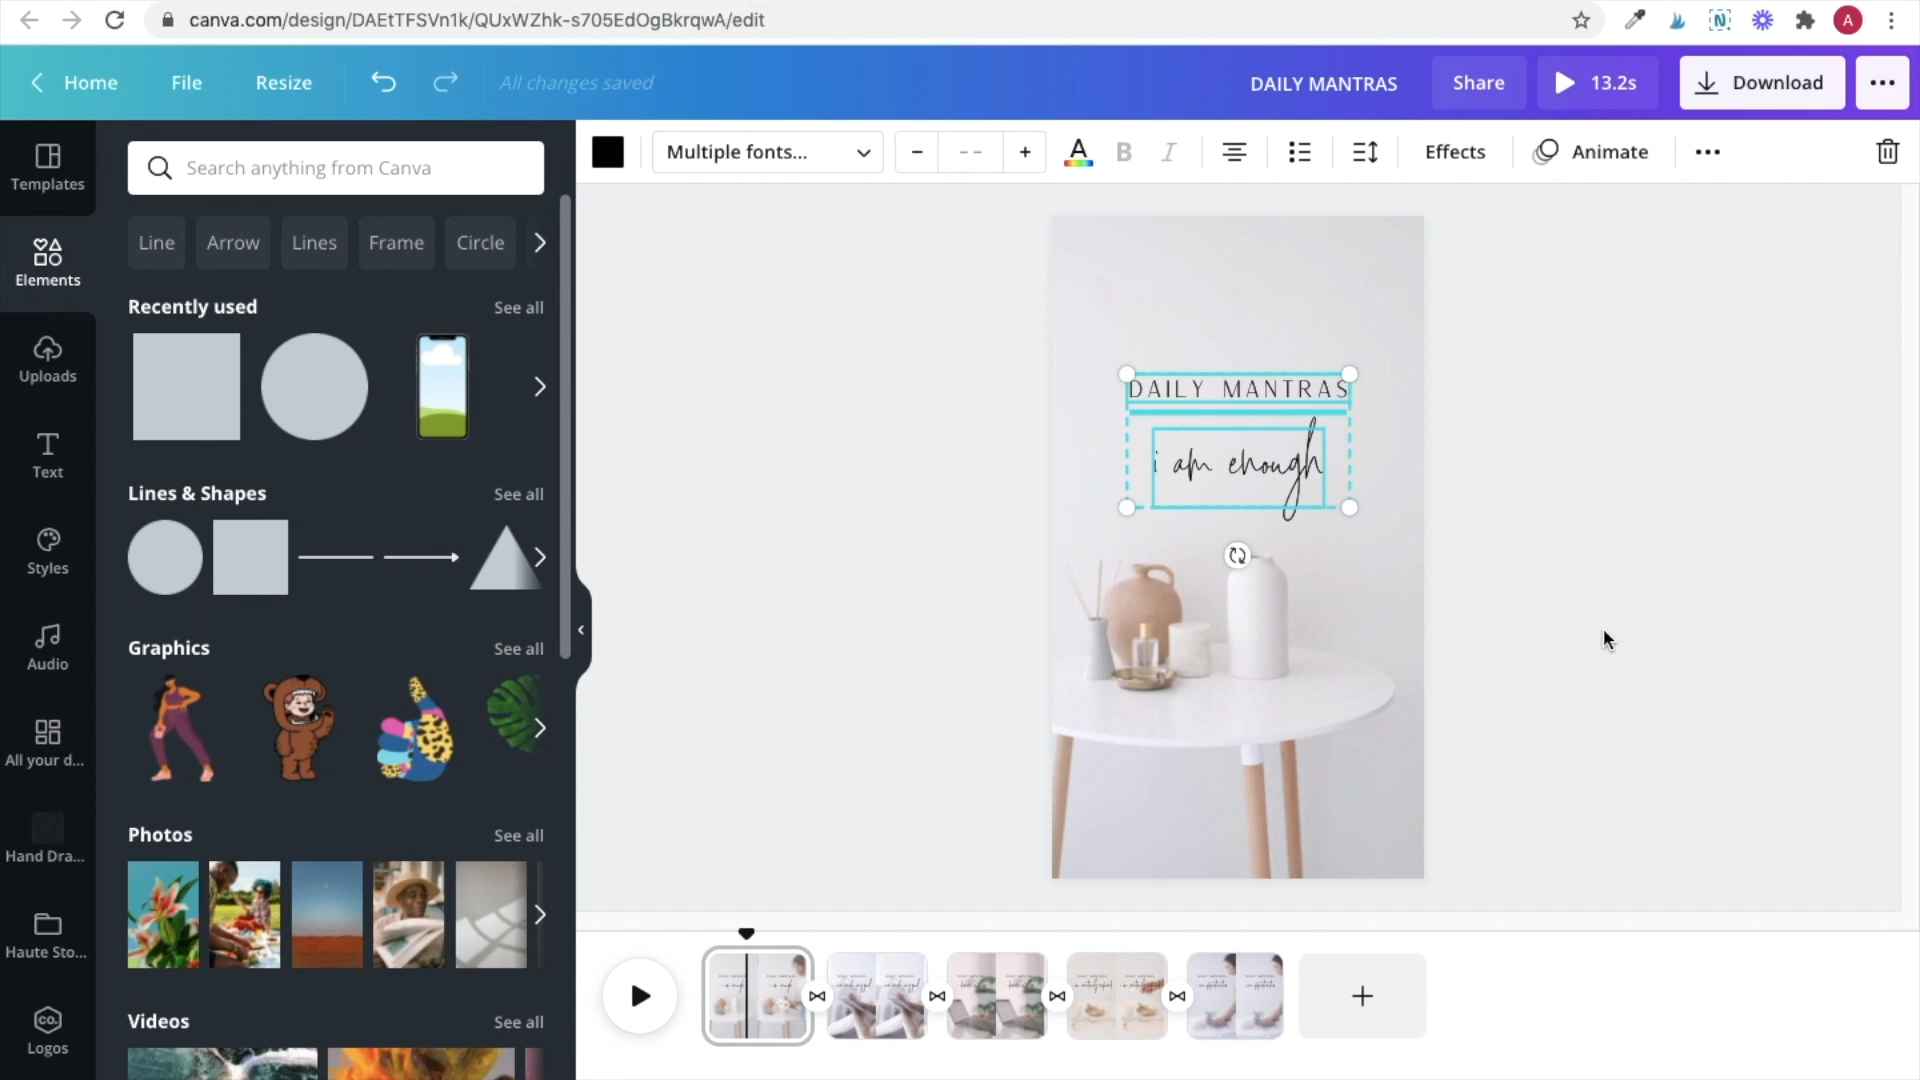 canva.com/design/DAEtTFSVn1k/QUxWZhk-s705EdOgBkrqwA/edit
N
A
Home
File
Resize
All changes saved
DAILY MANTRAS
Share
13.2s
Download
Templates
Elements
Uploads
Text
Styles
Audio
All your d...
Hand Dra...
Haute Sto...
CO.
Logos
Search anything from Canva
Line
Arrow
Lines
Frame
Circle
Recently used
See all
Lines & Shapes
See all
Graphics
See all
Photos
See all
Videos
See all
Multiple fonts...
− -- +
A
B
I
Effects
Animate
DAILY MANTRAS
i am enough